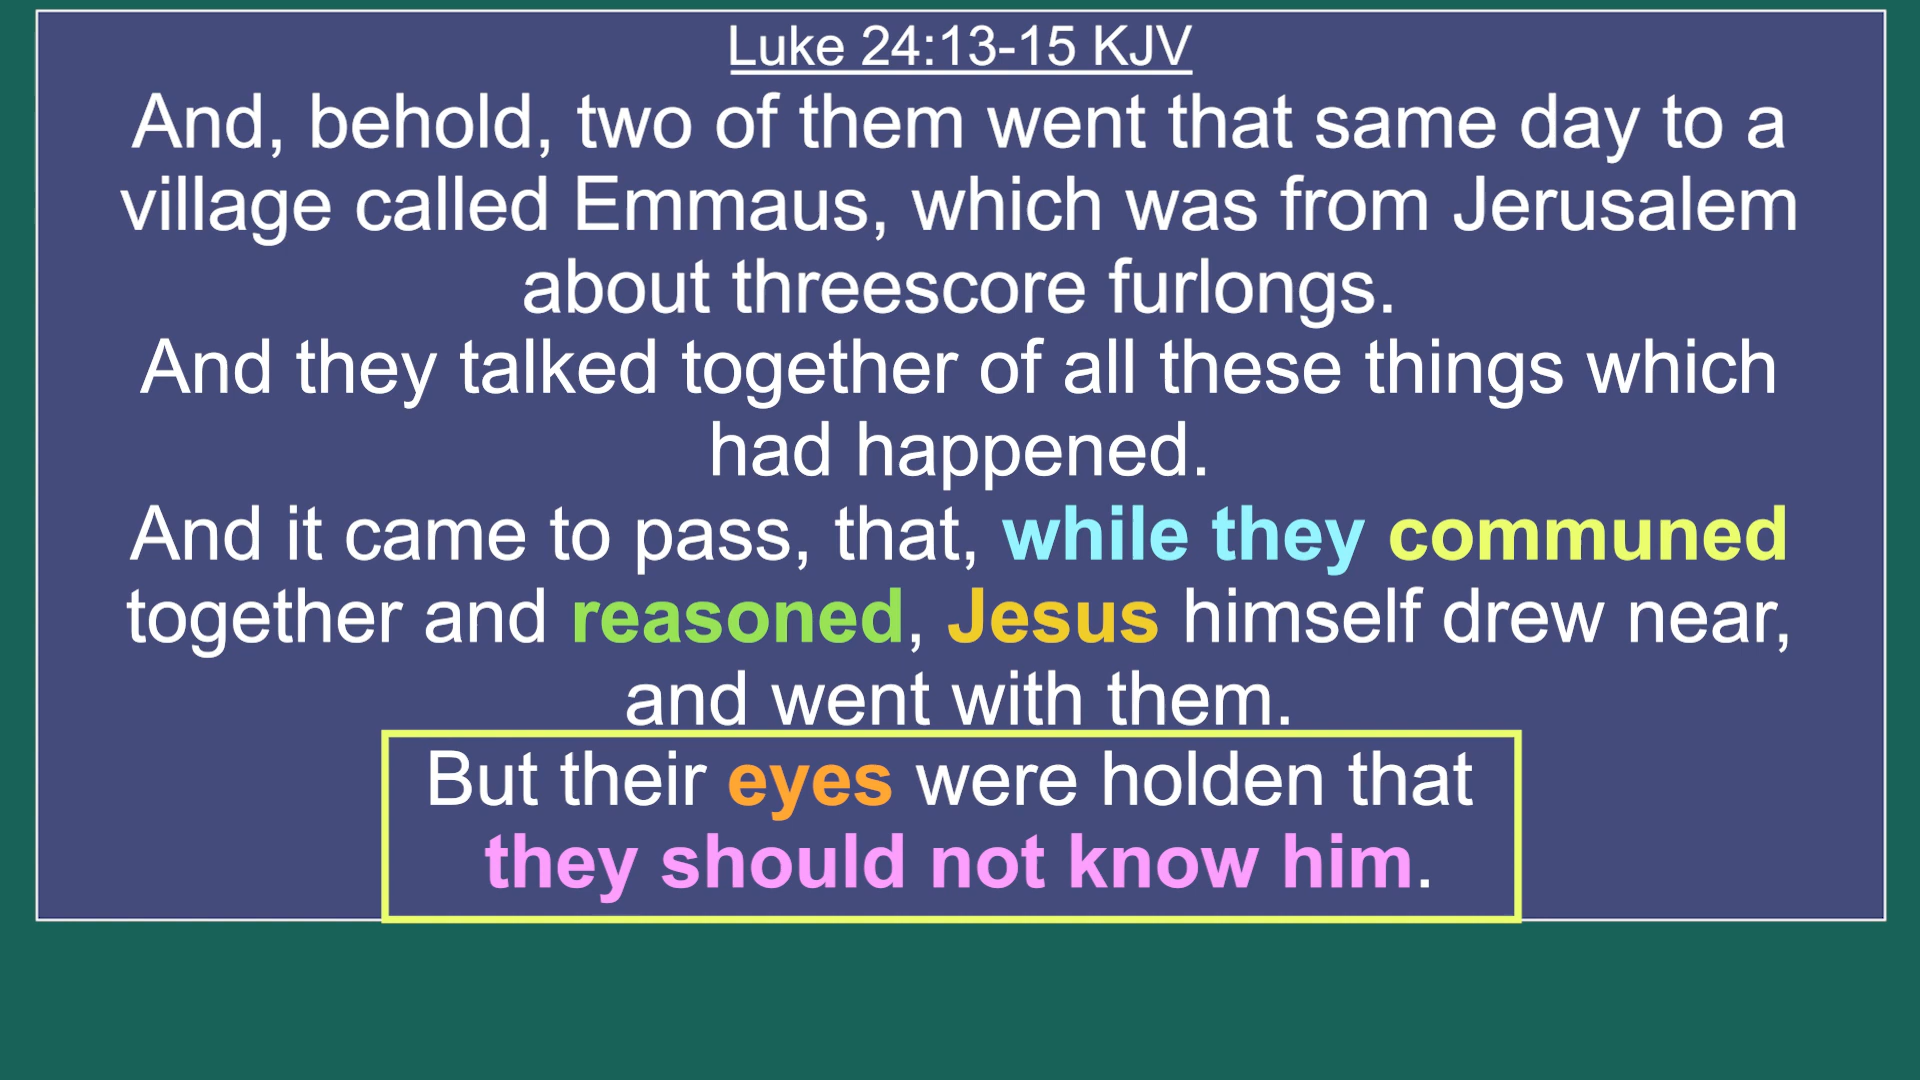 Luke 24:13-15 KJV
And, behold, two of them went that same day to a
village called Emmaus, which was from Jerusalem
about threescore furlongs.
And they talked together of all these things which
had happened.
And it came to pass, that, while they communed
together and reasoned, Jesus himself drew near,
and went with them.
But their eyes were holden that
they should not know him.